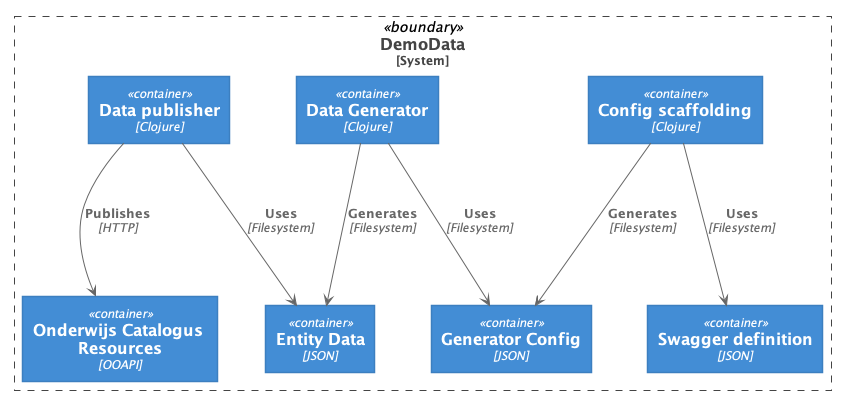 «boundary»
DemoData
[System]
«container»
Data publisher
[Clojure]
«container»
Data Generator
[Clojure]
«container»
Config scaffolding
[Clojure]
Publishes
[HTTP]
Uses
[Filesystem]
Generates
[Filesystem]
Uses
[Filesystem]
Generates
[Filesystem]
Uses
[Filesystem]
«container»
Onderwijs Catalogus
Resources
[OOAPI]
«container»
Entity Data
[JSON]
«container»
Generator Config
[JSON]
«container»
Swagger definition
[JSON]